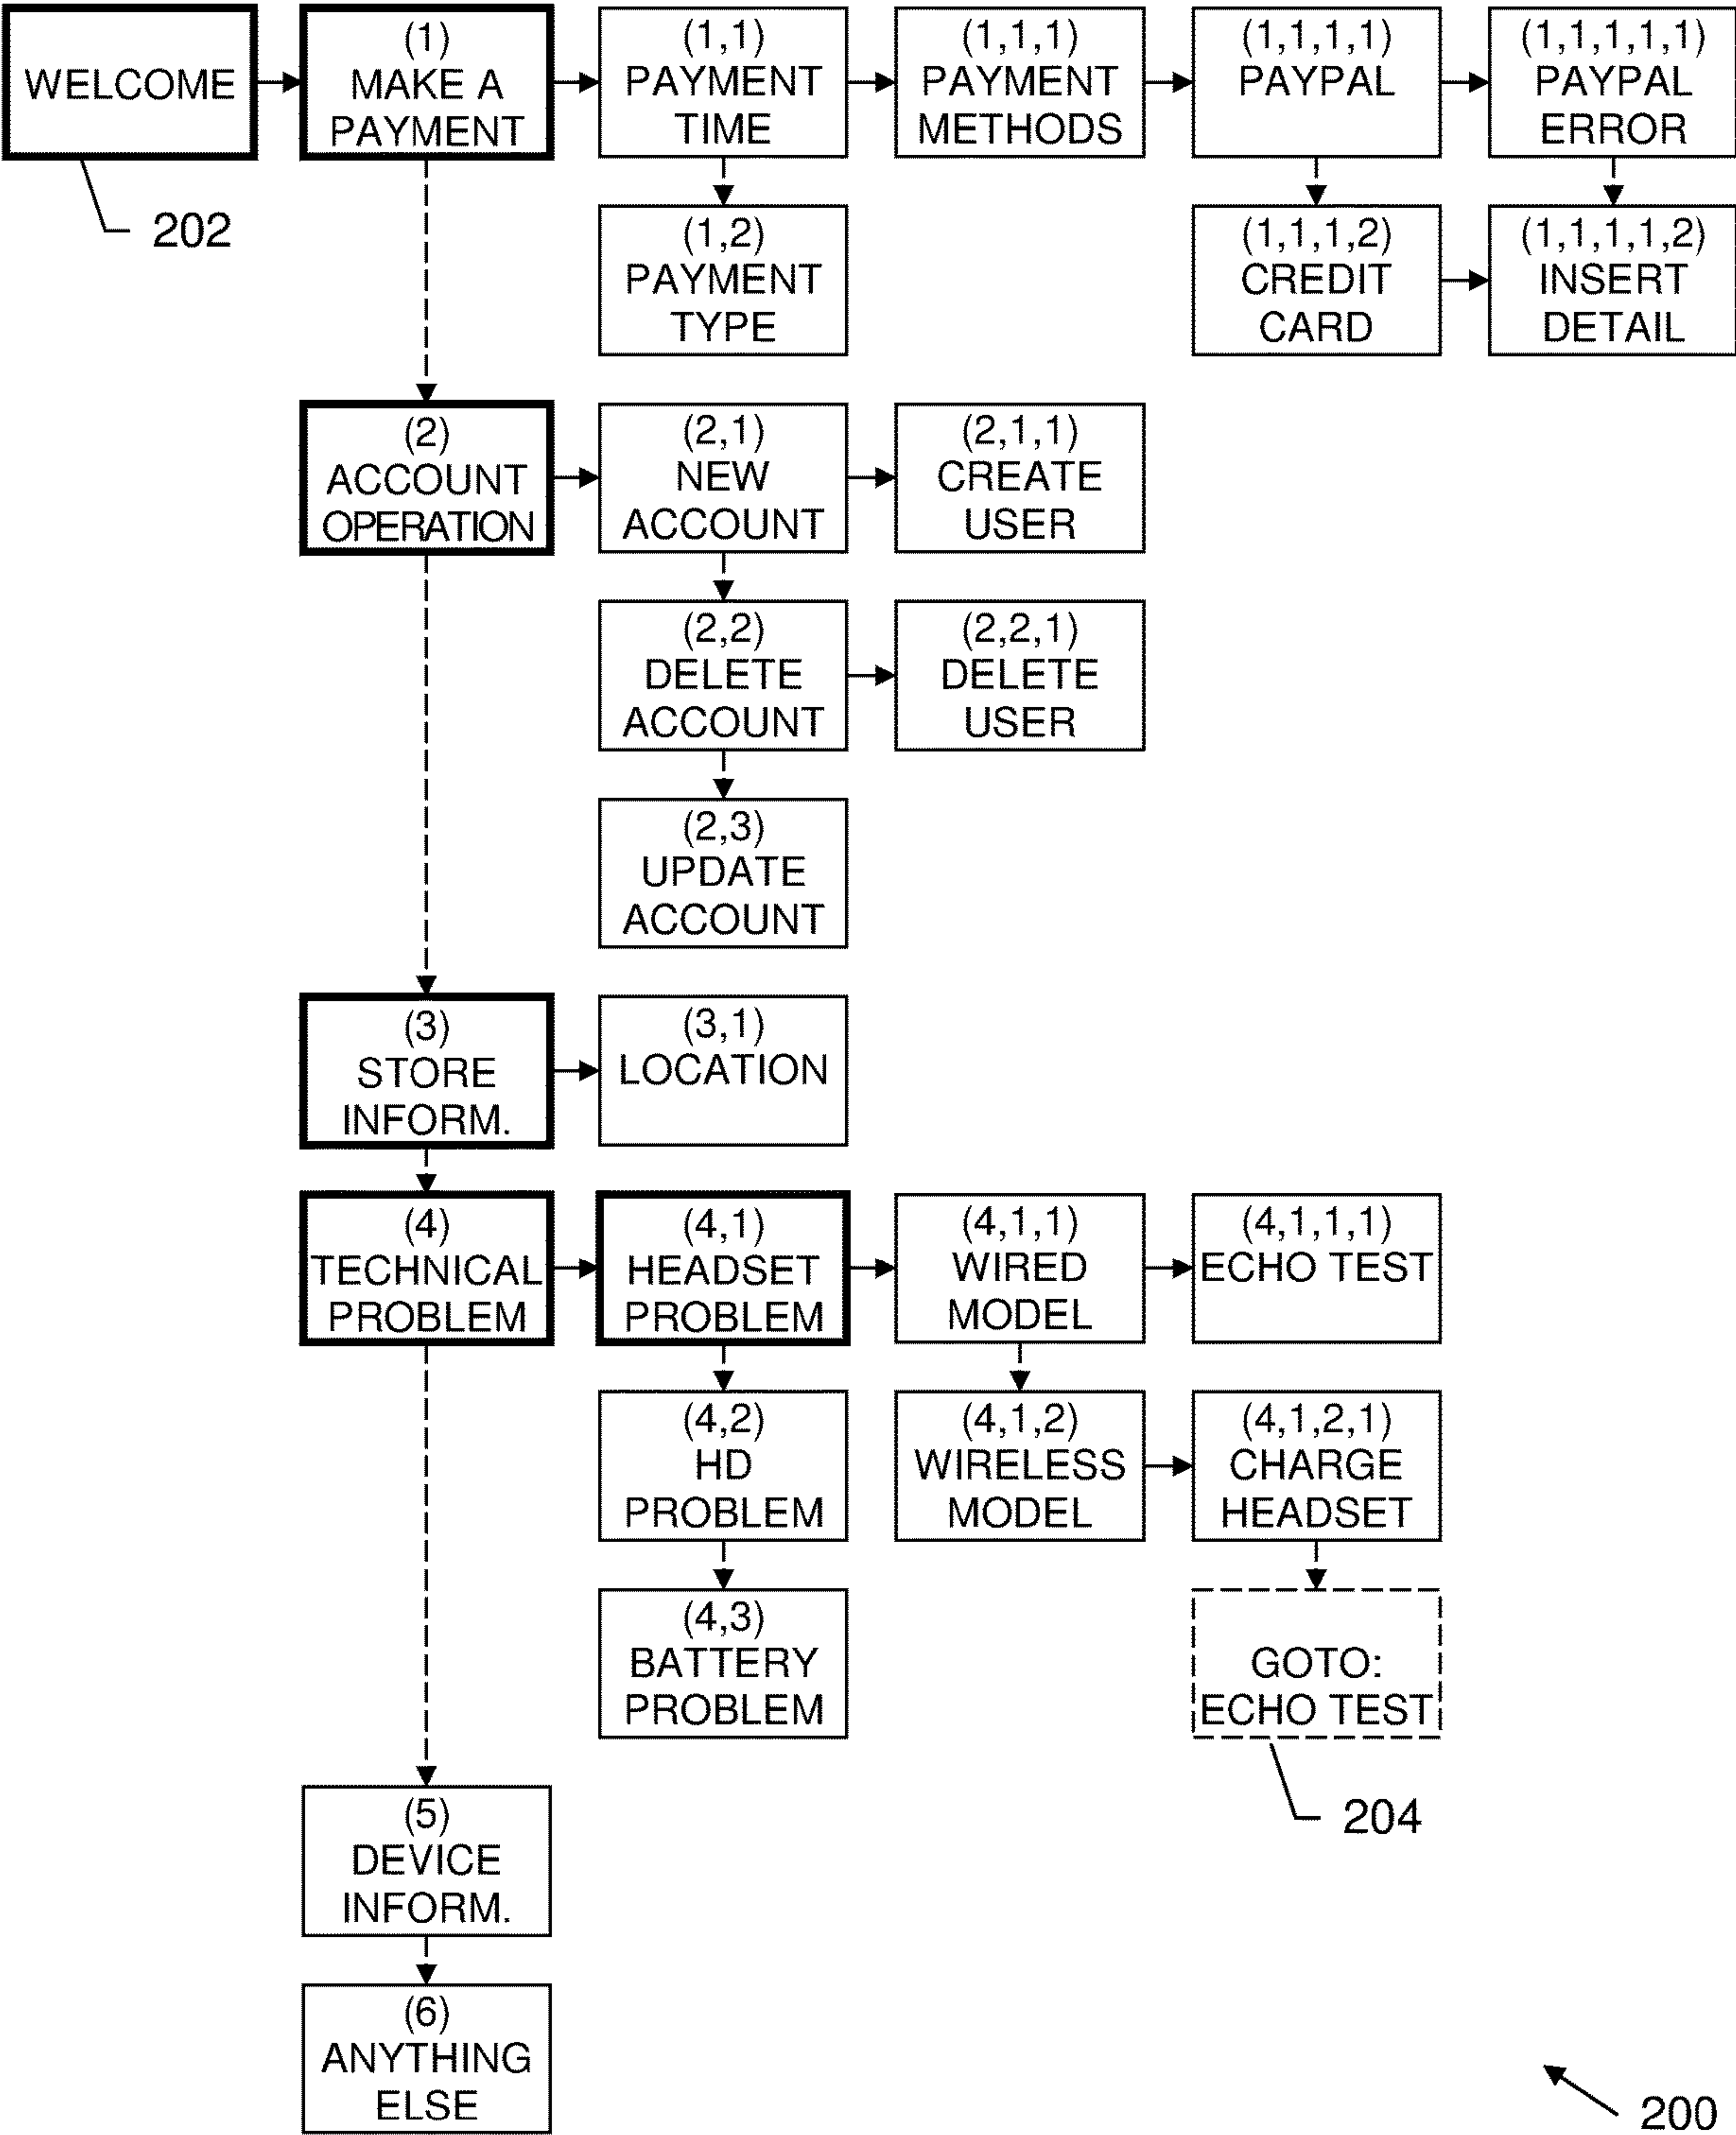 WELCOME
(1)
MAKE A
PAYMENT
(1,1)
PAYMENT
TIME
(1,1,1)
PAYMENT
METHODS
(1,1,1,1)
PAYPAL
(1,1,1,1,1)
PAYPAL
ERROR
202
(1,2)
PAYMENT
TYPE
(1,1,1,2)
CREDIT
CARD
(1,1,1,1,2)
INSERT
DETAIL
(2)
ACCOUNT
OPERATION
(2,1)
NEW
ACCOUNT
(2,1,1)
CREATE
USER
(2,2)
DELETE
ACCOUNT
(2,2,1)
DELETE
USER
(2,3)
UPDATE
ACCOUNT
(3)
STORE
INFORM.
(3,1)
LOCATION
(4)
TECHNICAL
PROBLEM
(4,1)
HEADSET
PROBLEM
(4,1,1)
WIRED
MODEL
(4,1,1,1)
ECHO TEST
(4,2)
HD
PROBLEM
(4,1,2)
WIRELESS
MODEL
(4,1,2,1)
CHARGE
HEADSET
(4,3)
BATTERY
PROBLEM
GOTO:
ECHO TEST
204
(5)
DEVICE
INFORM.
(6)
ANYTHING
ELSE
200